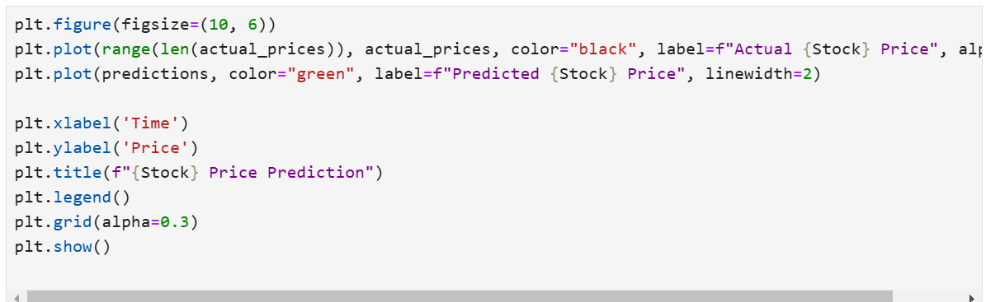 plt.figure(figsize=(10, 6))
plt.plot(range(len(actual_prices)), actual_prices, color="black", label=f"Actual {Stock} Price",
plt.plot(predictions, color="green", label=f"Predicted {Stock} Price", linewidth=2)
plt.xlabel('Time')
plt.ylabel('Price')
plt.title(f"{Stock} Price Prediction")
plt.legend()
plt.grid(alpha=0.3)
plt.show()